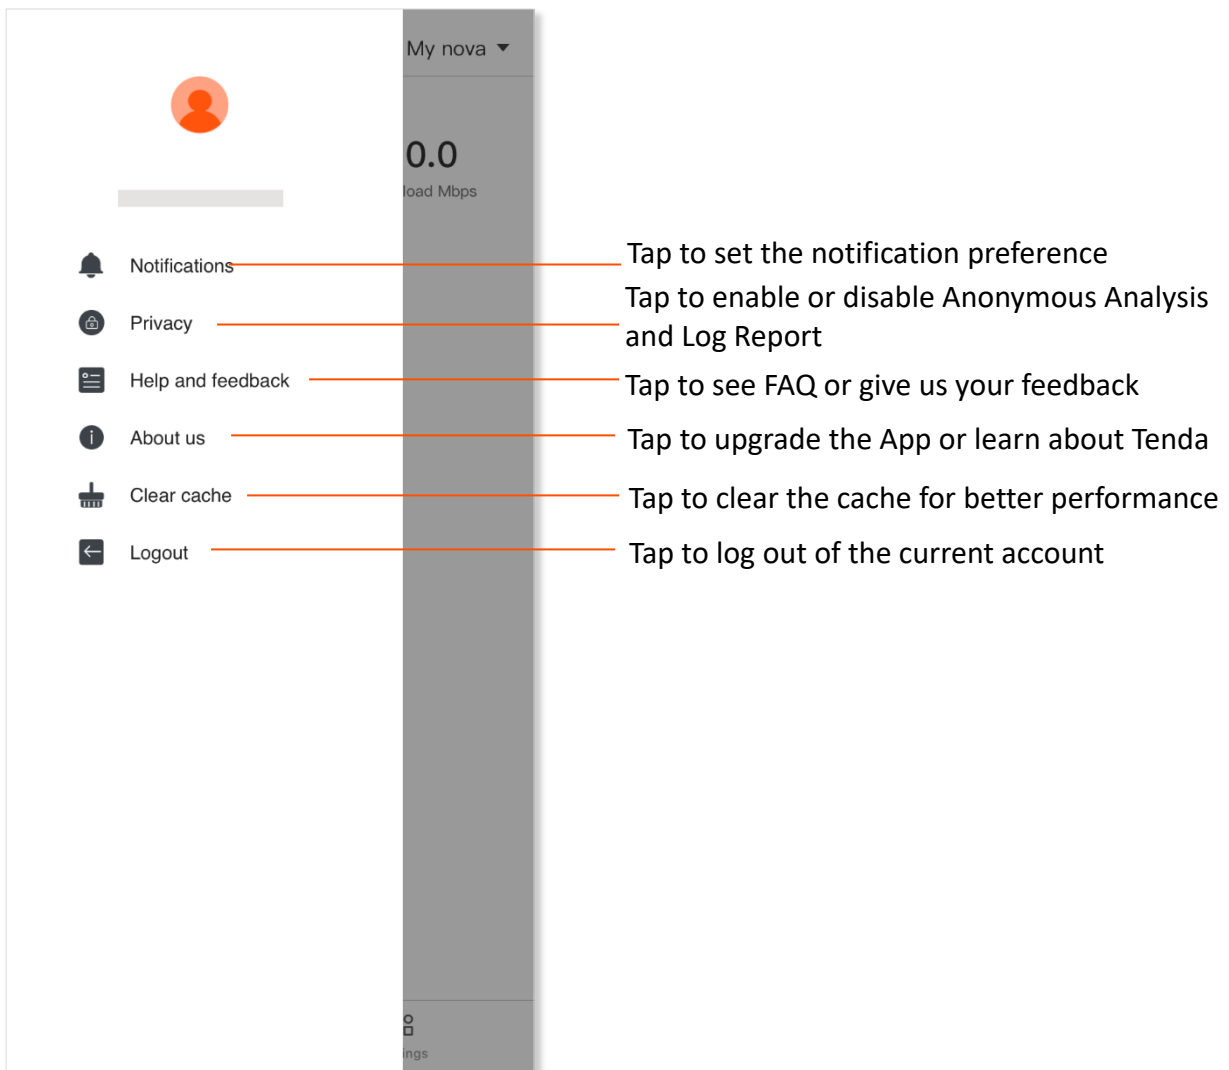 My nova
0.0
load Mbps
Notifications
Tap to set the notification preference
Privacy
Tap to enable or disable Anonymous Analysis
and Log Report
Help and feedback
Tap to see FAQ or give us your feedback
About us
Tap to upgrade the App or learn about Tenda
Clear cache
Tap to clear the cache for better performance
Logout
Tap to log out of the current account
ings